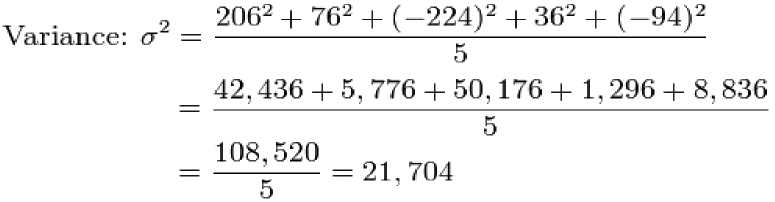 Variance: σ² = (206² + 76² + (−224)² + 36² + (−94)²) / 5
= (42,436 + 5,776 + 50,176 + 1,296 + 8,836) / 5
= 108,520 / 5 = 21,704